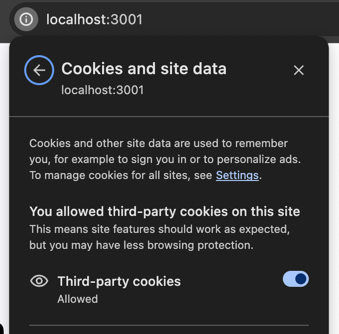 localhost:3001
Cookies and site data
localhost:3001
Cookies and other site data are used to remember
you, for example to sign you in or to personalize ads.
To manage cookies for all sites, see Settings.
You allowed third-party cookies on this site
This means site features should work as expected,
but you may have less browsing protection.
Third-party cookies
Allowed